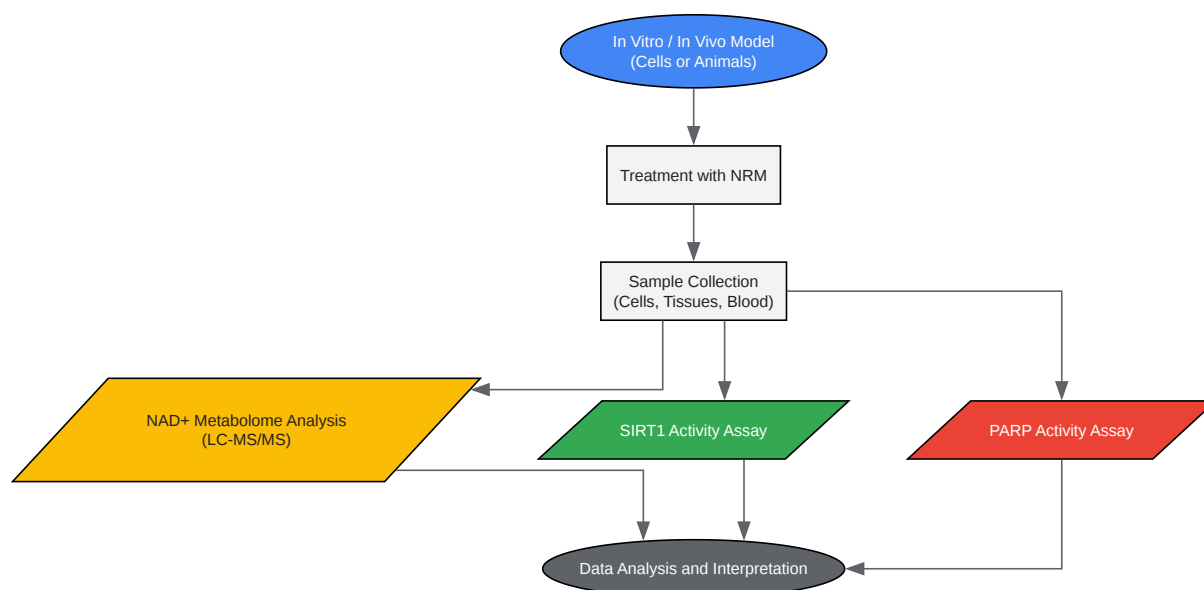 In Vitro / In Vivo Model
(Cells or Animals)
Treatment with NRM
Sample Collection
(Cells, Tissues, Blood)
NAD+ Metabolome Analysis
(LC-MS/MS)
SIRT1 Activity Assay
PARP Activity Assay
Data Analysis and Interpretation